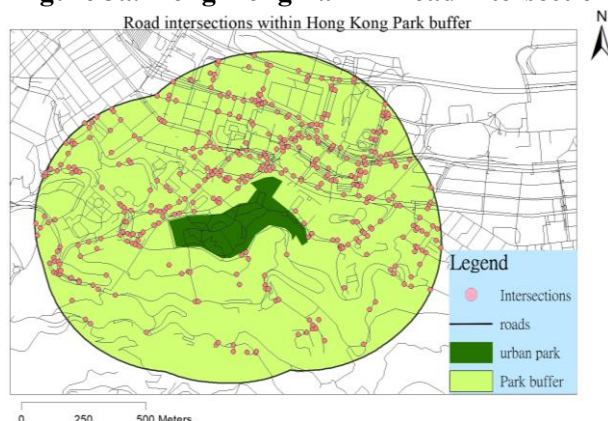 Road intersections within Hong Kong Park buffer
N
Legend
Intersections
roads
urban park
Park buffer
0 250 500 Meters